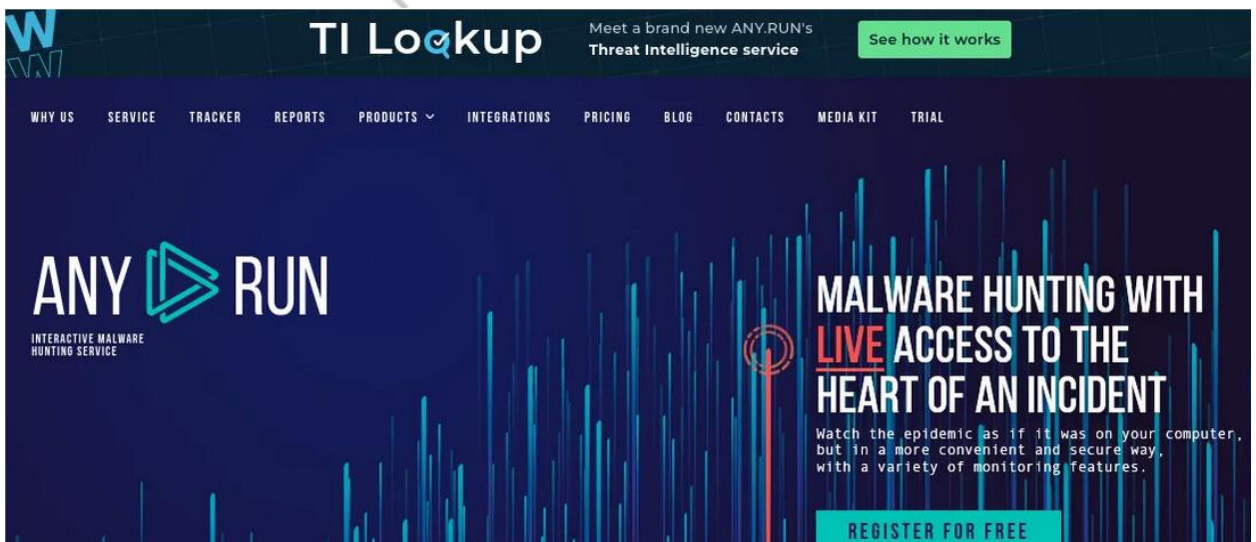 W
W
TI Lookup
Meet a brand new ANY.RUN's
Threat Intelligence service
See how it works
WHY US SERVICE TRACKER REPORTS PRODUCTS INTEGRATIONS PRICING BLOG CONTACTS MEDIA KIT TRIAL
ANY RUN
INTERACTIVE MALWARE
HUNTING SERVICE
MALWARE HUNTING WITH
LIVE ACCESS TO THE
HEART OF AN INCIDENT
Watch the epidemic as if it was on your computer,
but in a more convenient and secure way,
with a variety of monitoring features.
REGISTER FOR FREE